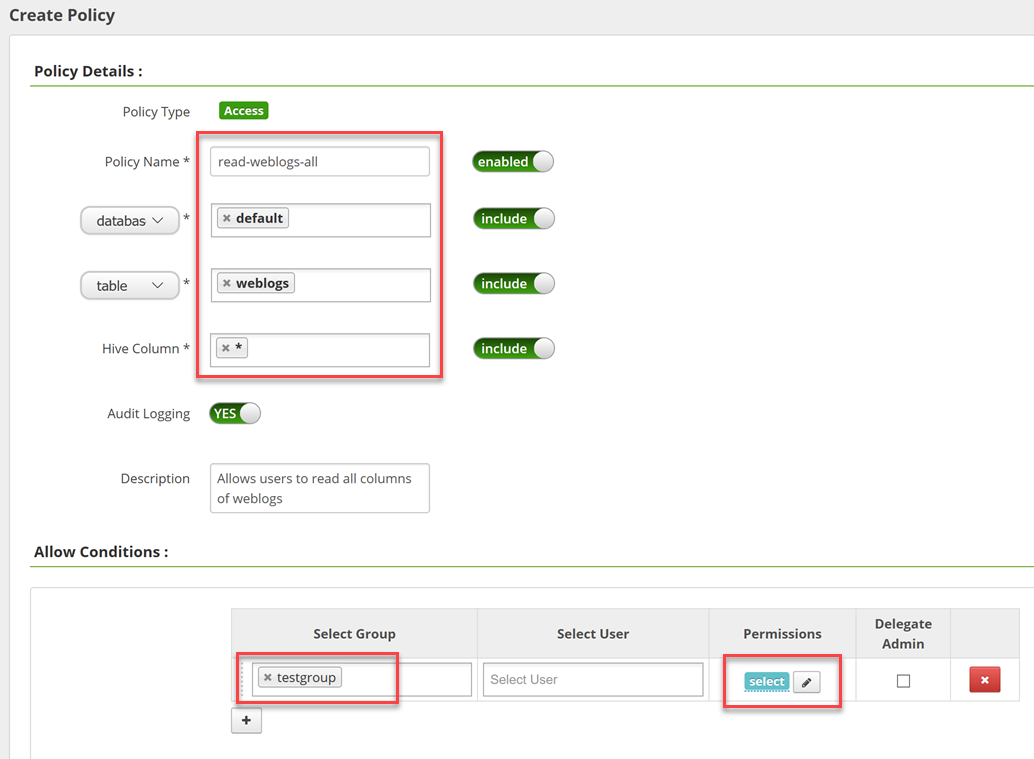 Create Policy
Policy Details :
Policy Type Access
Policy Name * read-weblogs-all enabled
databas * × default include
table * × weblogs include
Hive Column * × * include
Audit Logging YES
Description Allows users to read all columns
of weblogs
Allow Conditions :
Select Group Select User Permissions Delegate
Admin
× testgroup Select User select ×
+